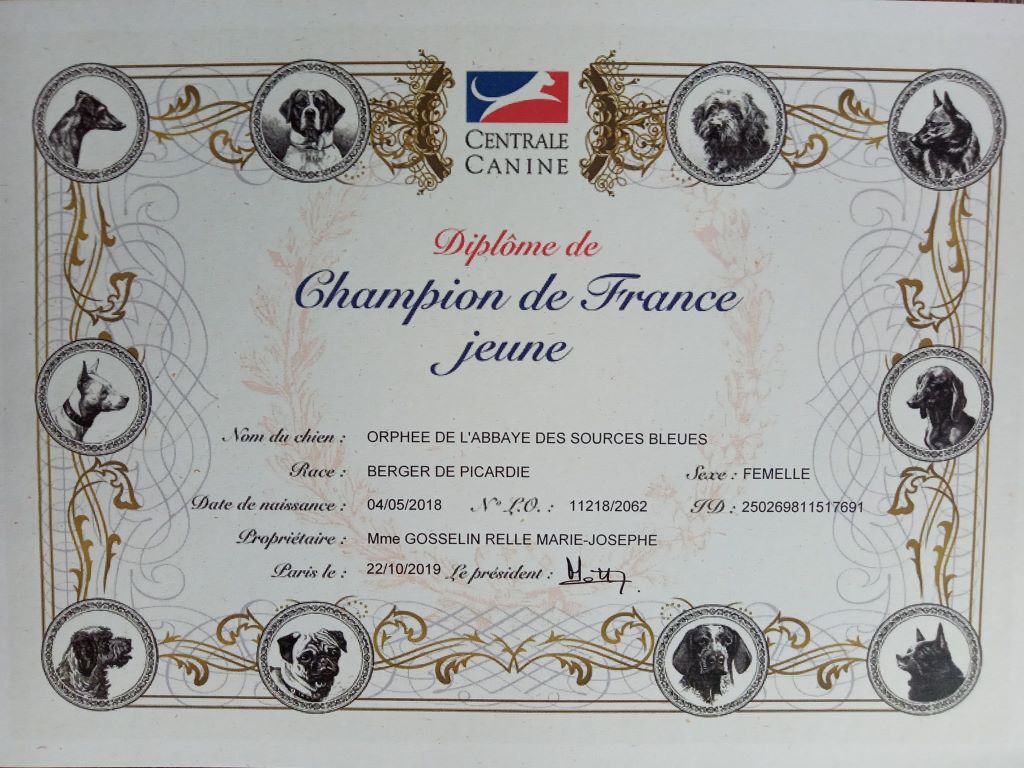 CENTRALE
CANINE
Diplôme de
Champion de France
jeune
Nom du chien : ORPHEE DE L'ABBAYE DES SOURCES BLEUES
Race : BERGER DE PICARDIE Sexe : FEMELLE
Date de naissance : 04/05/2018 N° L.O. : 11218/2062 ID : 250269811517691
Propriétaire : Mme GOSSELIN RELLE MARIE-JOSEPHE
Paris le : 22/10/2019 Le président :